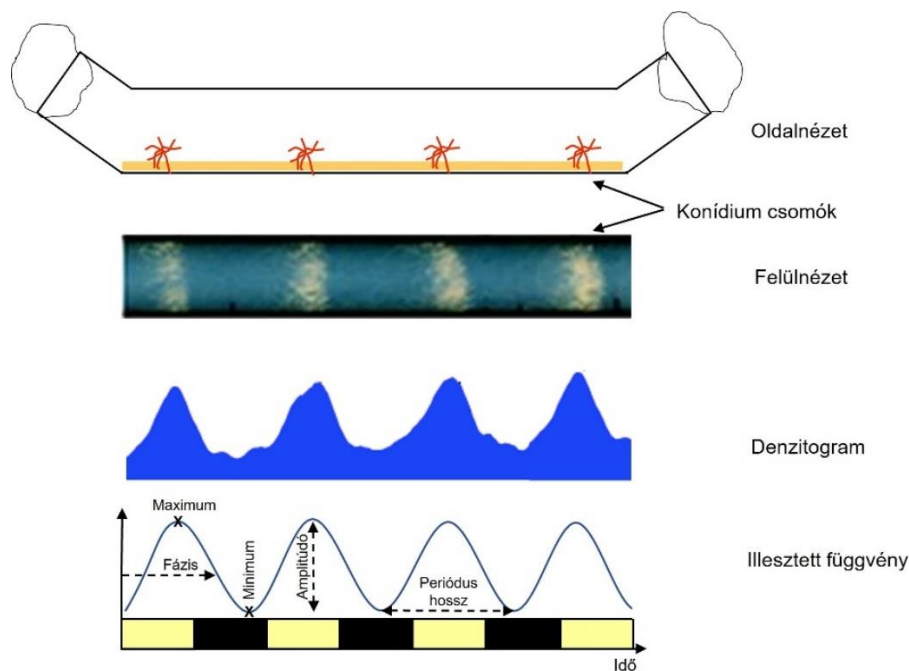 Oldalnézet
Konídium csomók
Felülnézet
Denzitogram
Maximum
Fázis
Minimum
Amplitúdó
Periódus
hossz
Illesztett függvény
Idő